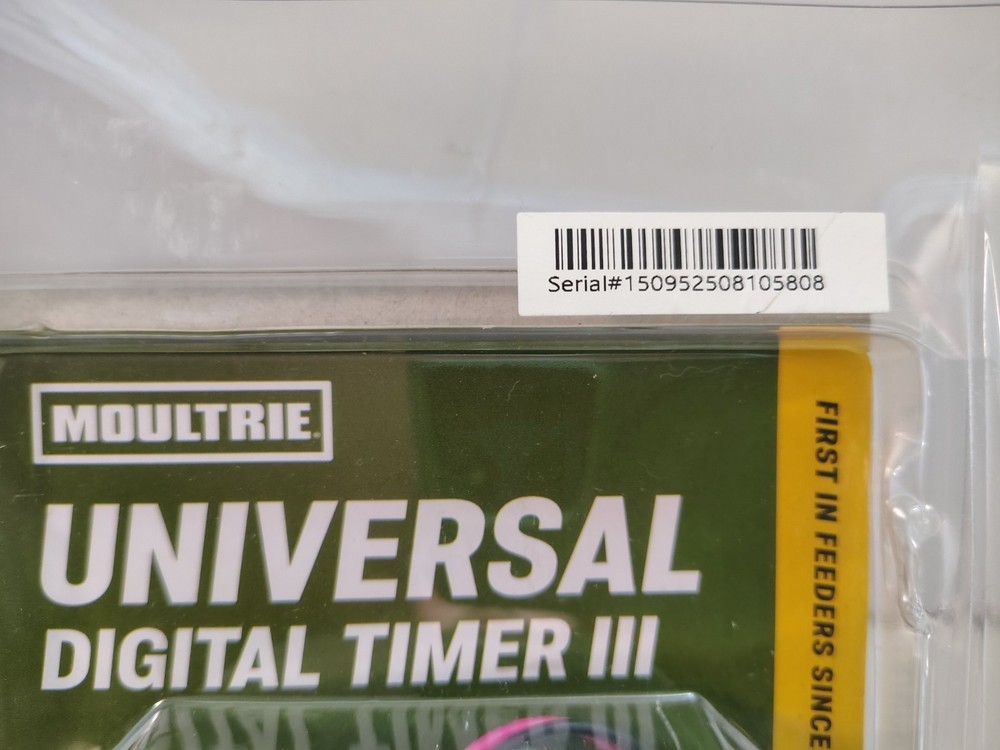 Serial#150952508105808
MOULTRIE
UNIVERSAL
DIGITAL TIMER III
FIRST IN FEEDERS SINCE